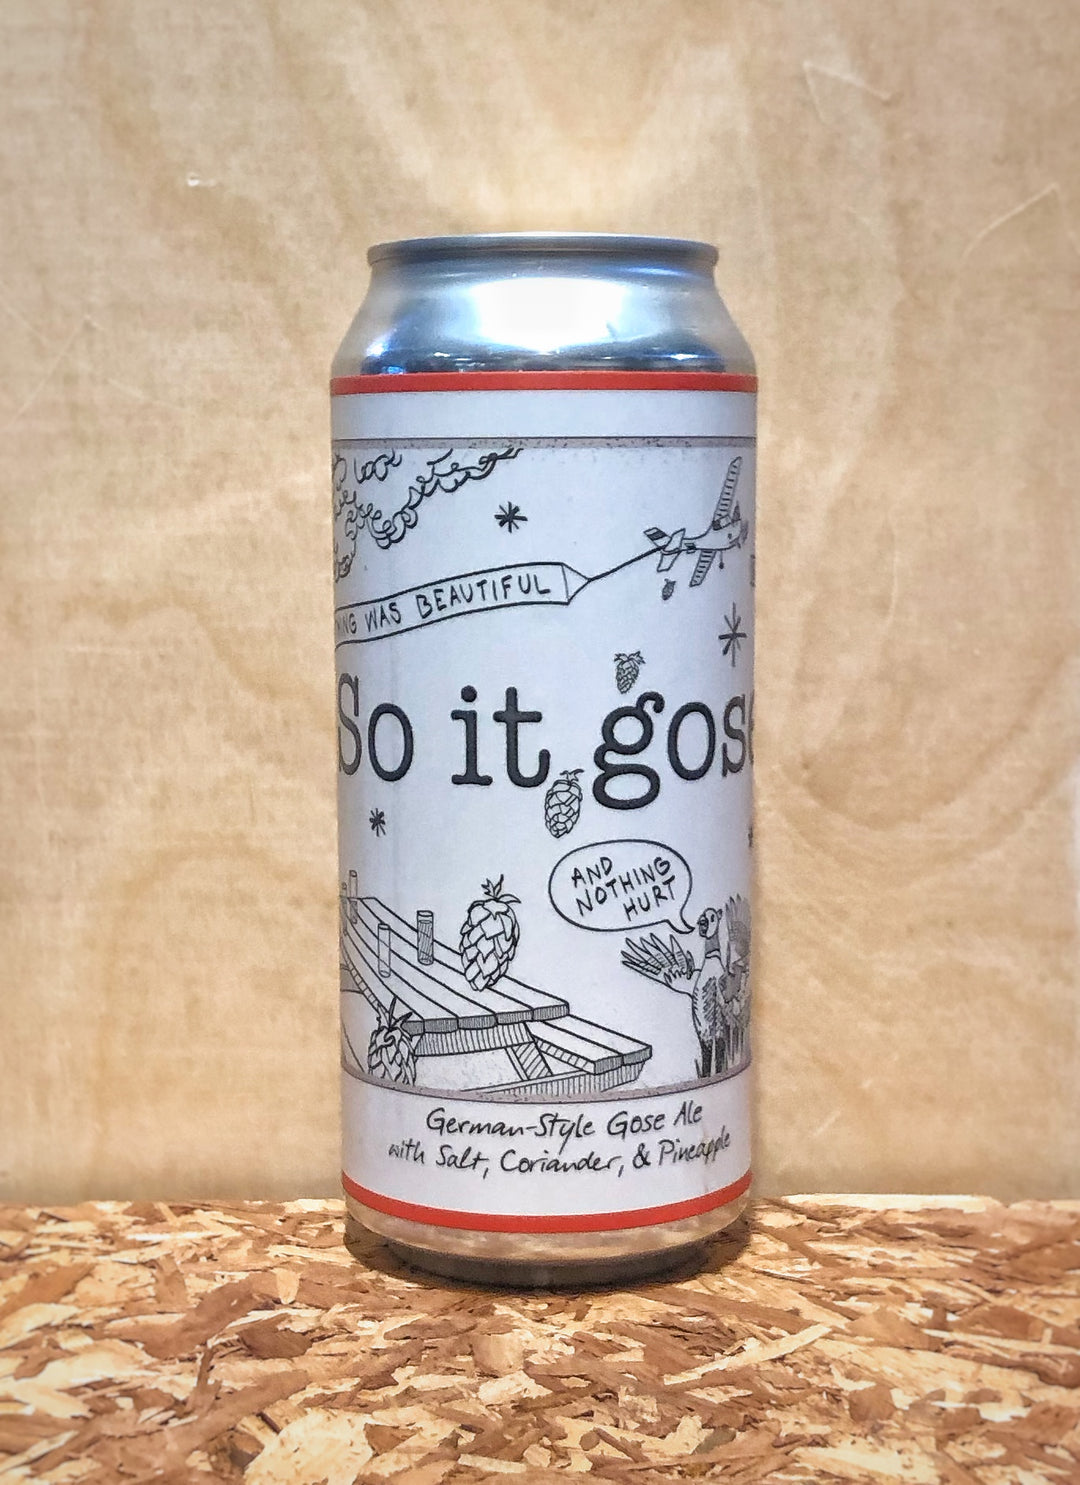 WAS BEAUTIFUL
So it gose
AND
NOTHING
HURT
German-Style Gose Ale
with Salt, Coriander, & Pineapple